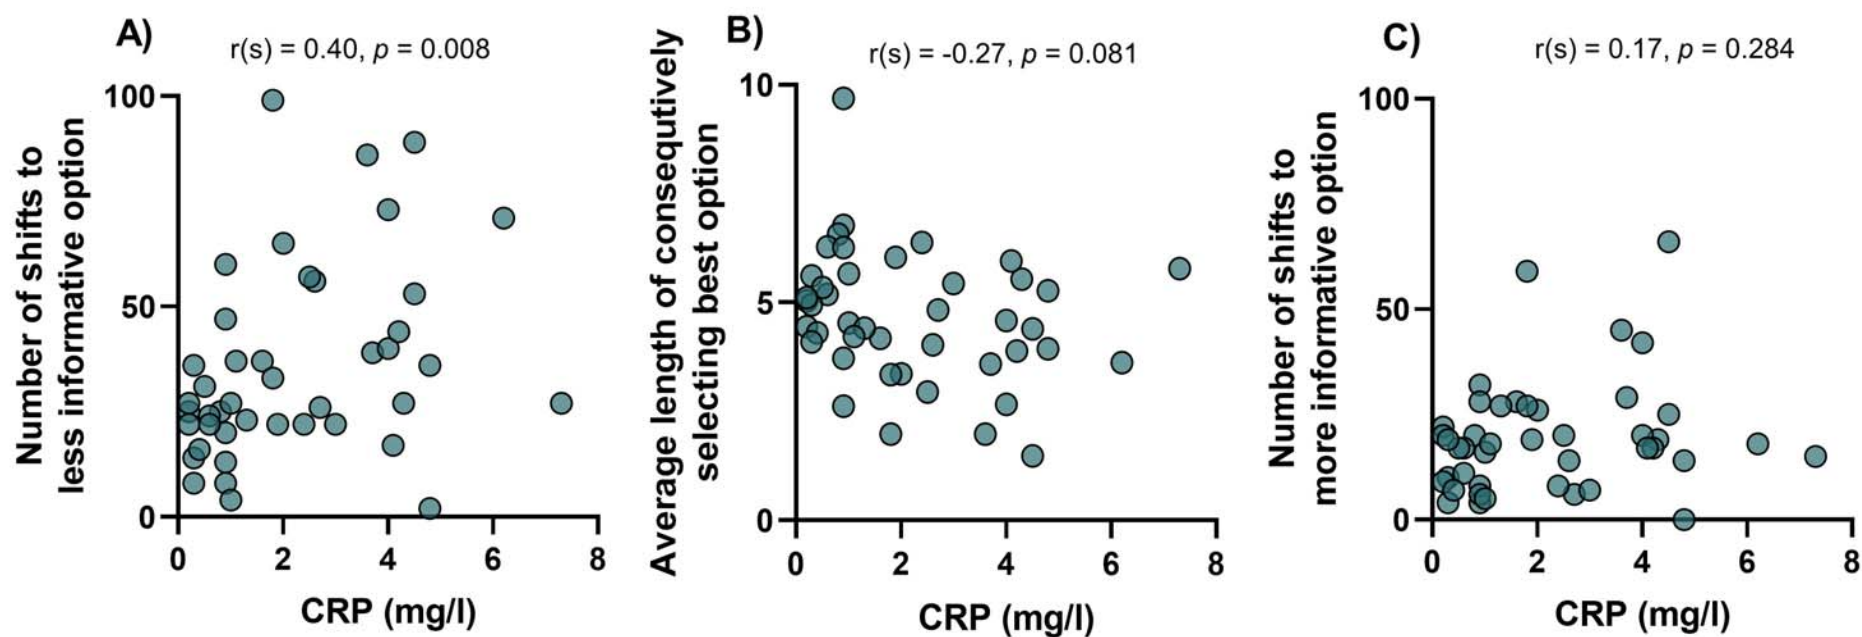 A)
r(s) = 0.40, p = 0.008
Number of shifts to
less informative option
100
50
0
0 2 4 6 8
CRP (mg/l)
B)
r(s) = -0.27, p = 0.081
Average length of consequtively
selecting best option
10
5
0
0 2 4 6 8
CRP (mg/l)
C)
r(s) = 0.17, p = 0.284
Number of shifts to
more informative option
100
50
0
0 2 4 6 8
CRP (mg/l)